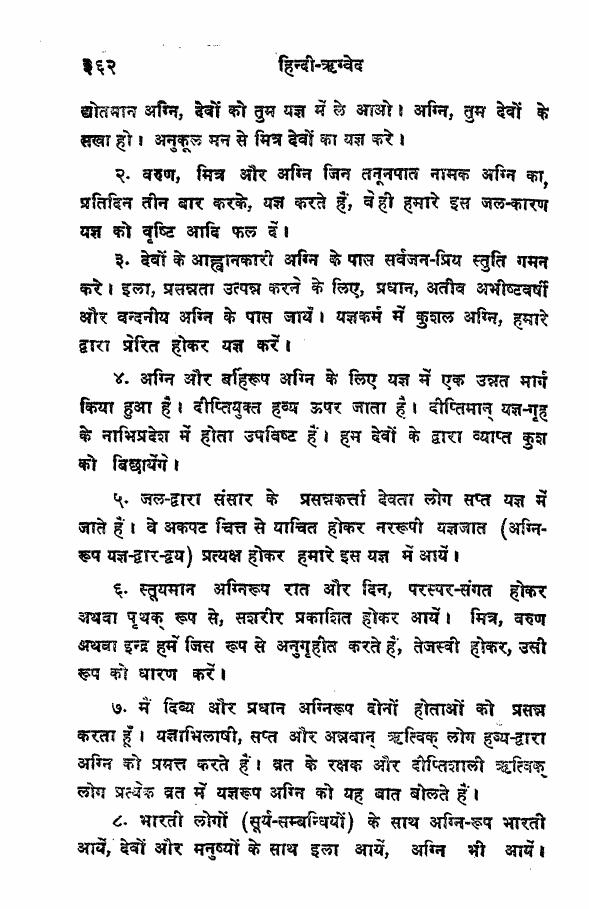 ३६२ हिन्दी-ऋग्वेद
द्योतमान अग्नि, देवों को तुम यज्ञ में ले आओ। अग्नि, तुम देवों के
सखा हो। अनुकूल मन से मित्र देवों का यज्ञ करे।
२. वरुण, मित्र और अग्नि जिन तनूनपात नामक अग्नि का,
प्रतिदिन तीन बार करके, यज्ञ करते हैं, वे ही हमारे इस जल-कारण
यज्ञ को वृष्टि आदि फल दें।
३. देवों के आह्वानकारी अग्नि के पास सर्वजन-प्रिय स्तुति गमन
करे। इला, प्रसन्नता उत्पन्न करने के लिए, प्रधान, अतीव अभीष्टवर्षी
और वन्दनीय अग्नि के पास जायें। यज्ञकर्म में कुशल अग्नि, हमारे
द्वारा प्रेरित होकर यज्ञ करें।
४. अग्नि और बर्हिरूप अग्नि के लिए यज्ञ में एक उन्नत मार्ग
किया हुआ है। दीप्तियुक्त हव्य ऊपर जाता है। दीप्तिमान् यज्ञ-गृह
के नाभिप्रदेश में होता उपविष्ट हैं। हम देवों के द्वारा व्याप्त कुश
को बिछायेंगे।
५. जल-द्वारा संसार के प्रसन्नकर्त्ता देवता लोग सप्त यज्ञ में
जाते हैं। वे अकपट चित्त से याचित होकर नररूपी यज्ञजात (अग्नि-
रूप यज्ञ-द्वार-द्वय) प्रत्यक्ष होकर हमारे इस यज्ञ में आयें।
६. स्तूयमान अग्निरूप रात और दिन, परस्पर-संगत होकर
अथवा पृथक् रूप से, सशरीर प्रकाशित होकर आयें। मित्र, वरुण
अथवा इन्द्र हमें जिस रूप से अनुगृहीत करते हैं, तेजस्वी होकर, उसी
रूप को धारण करें।
७. मैं दिव्य और प्रधान अग्निरूप दोनों होताओं को प्रसन्न
करता हूँ। यज्ञाभिलाषी, सप्त और अन्नवान् ऋत्विक् लोग हव्य-द्वारा
अग्नि को प्रमत्त करते हैं। व्रत के रक्षक और दीप्तिशाली ऋत्विक्
लोग प्रत्येक व्रत में यज्ञरूप अग्नि को यह बात बोलते हैं।
८. भारती लोगों (सूर्य-सम्बन्धियों) के साथ अग्नि-रूप भारती
आयें, देवों और मनुष्यों के साथ इला आयें, अग्नि भी आयें।